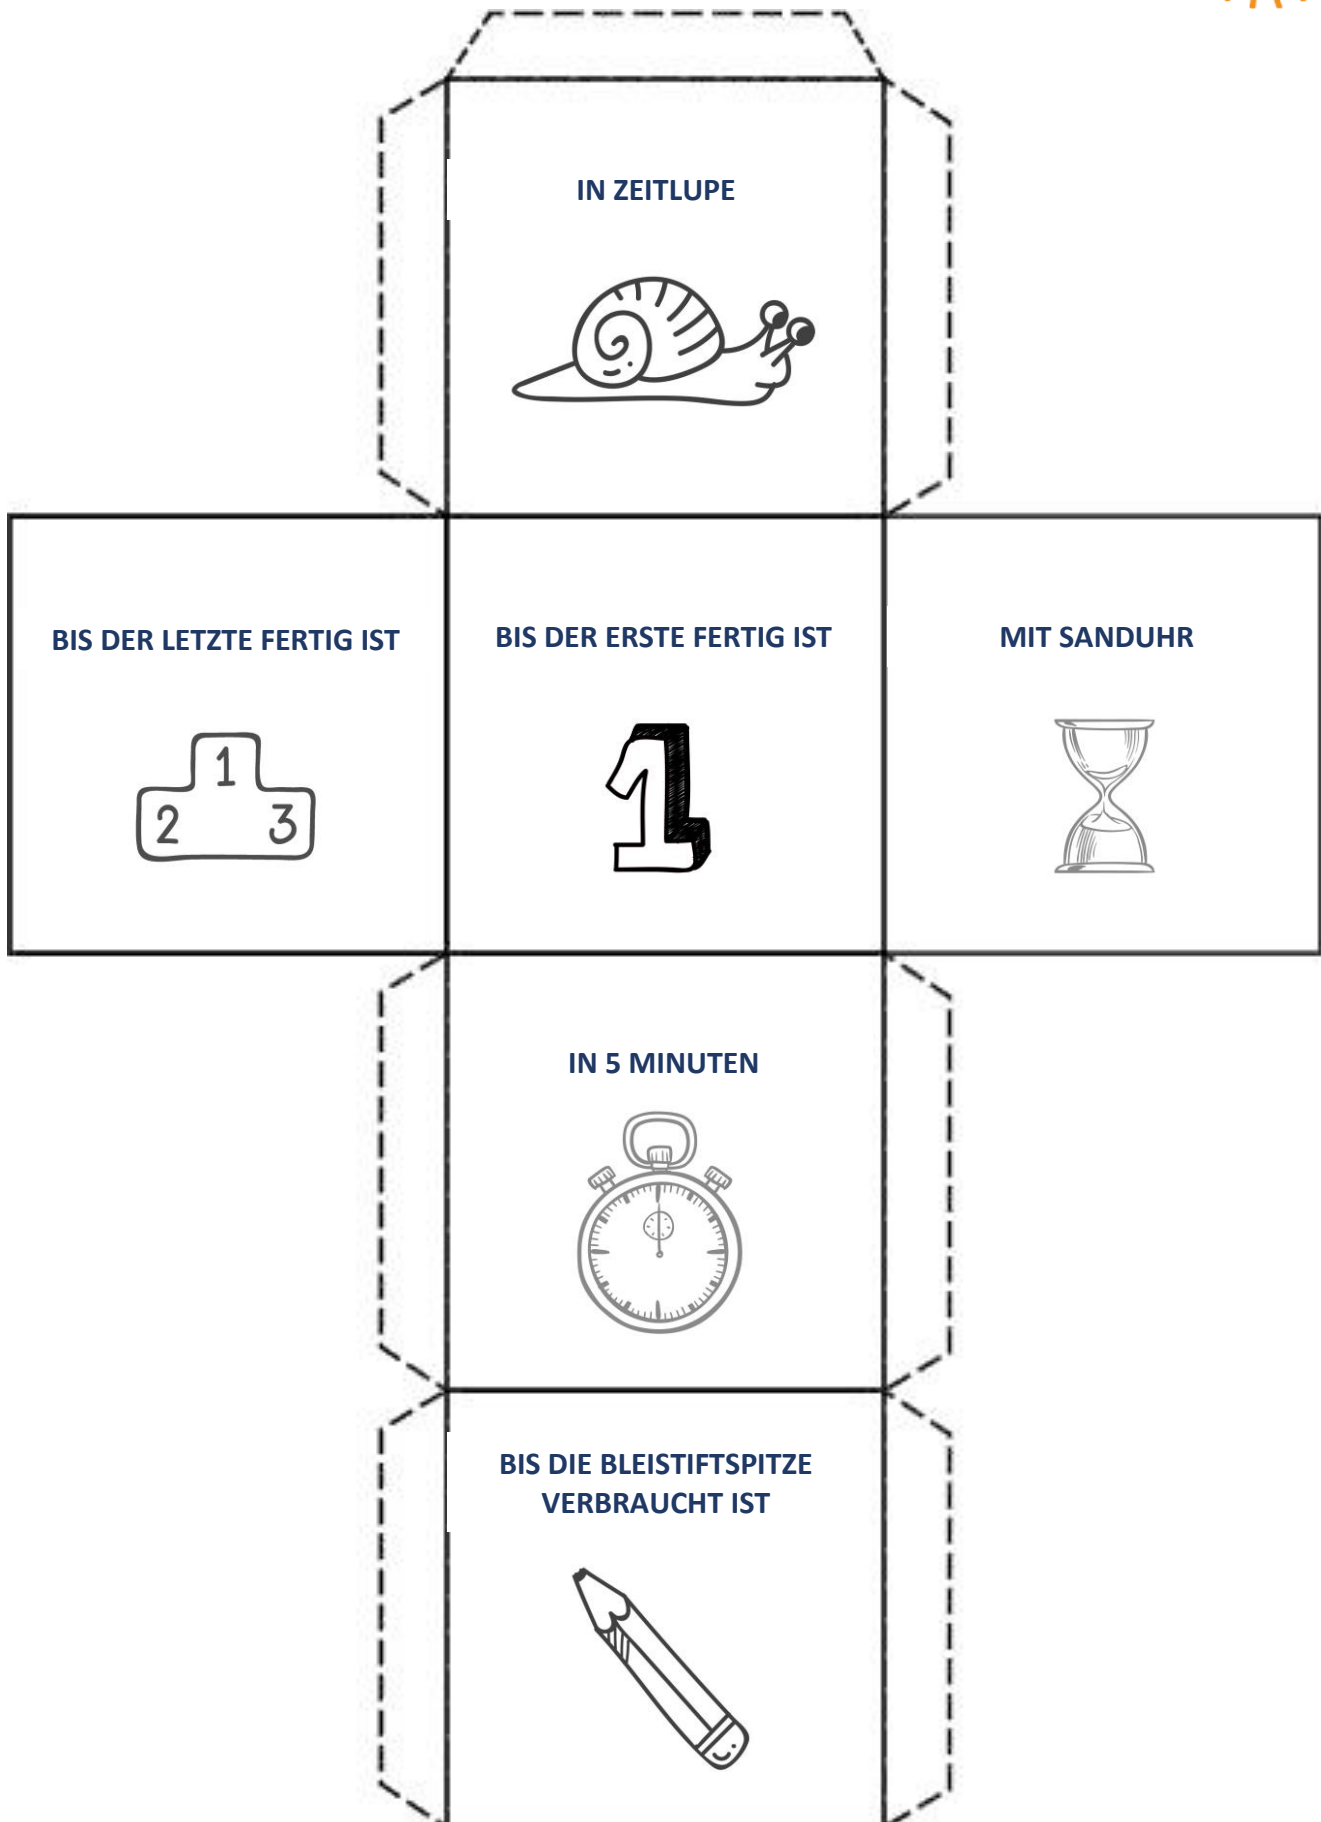 IN ZEITLUPE
BIS DER LETZTE FERTIG IST
1
2 3
BIS DER ERSTE FERTIG IST
1
MIT SANDUHR
IN 5 MINUTEN
BIS DIE BLEISTIFTSPITZE
VERBRAUCHT IST